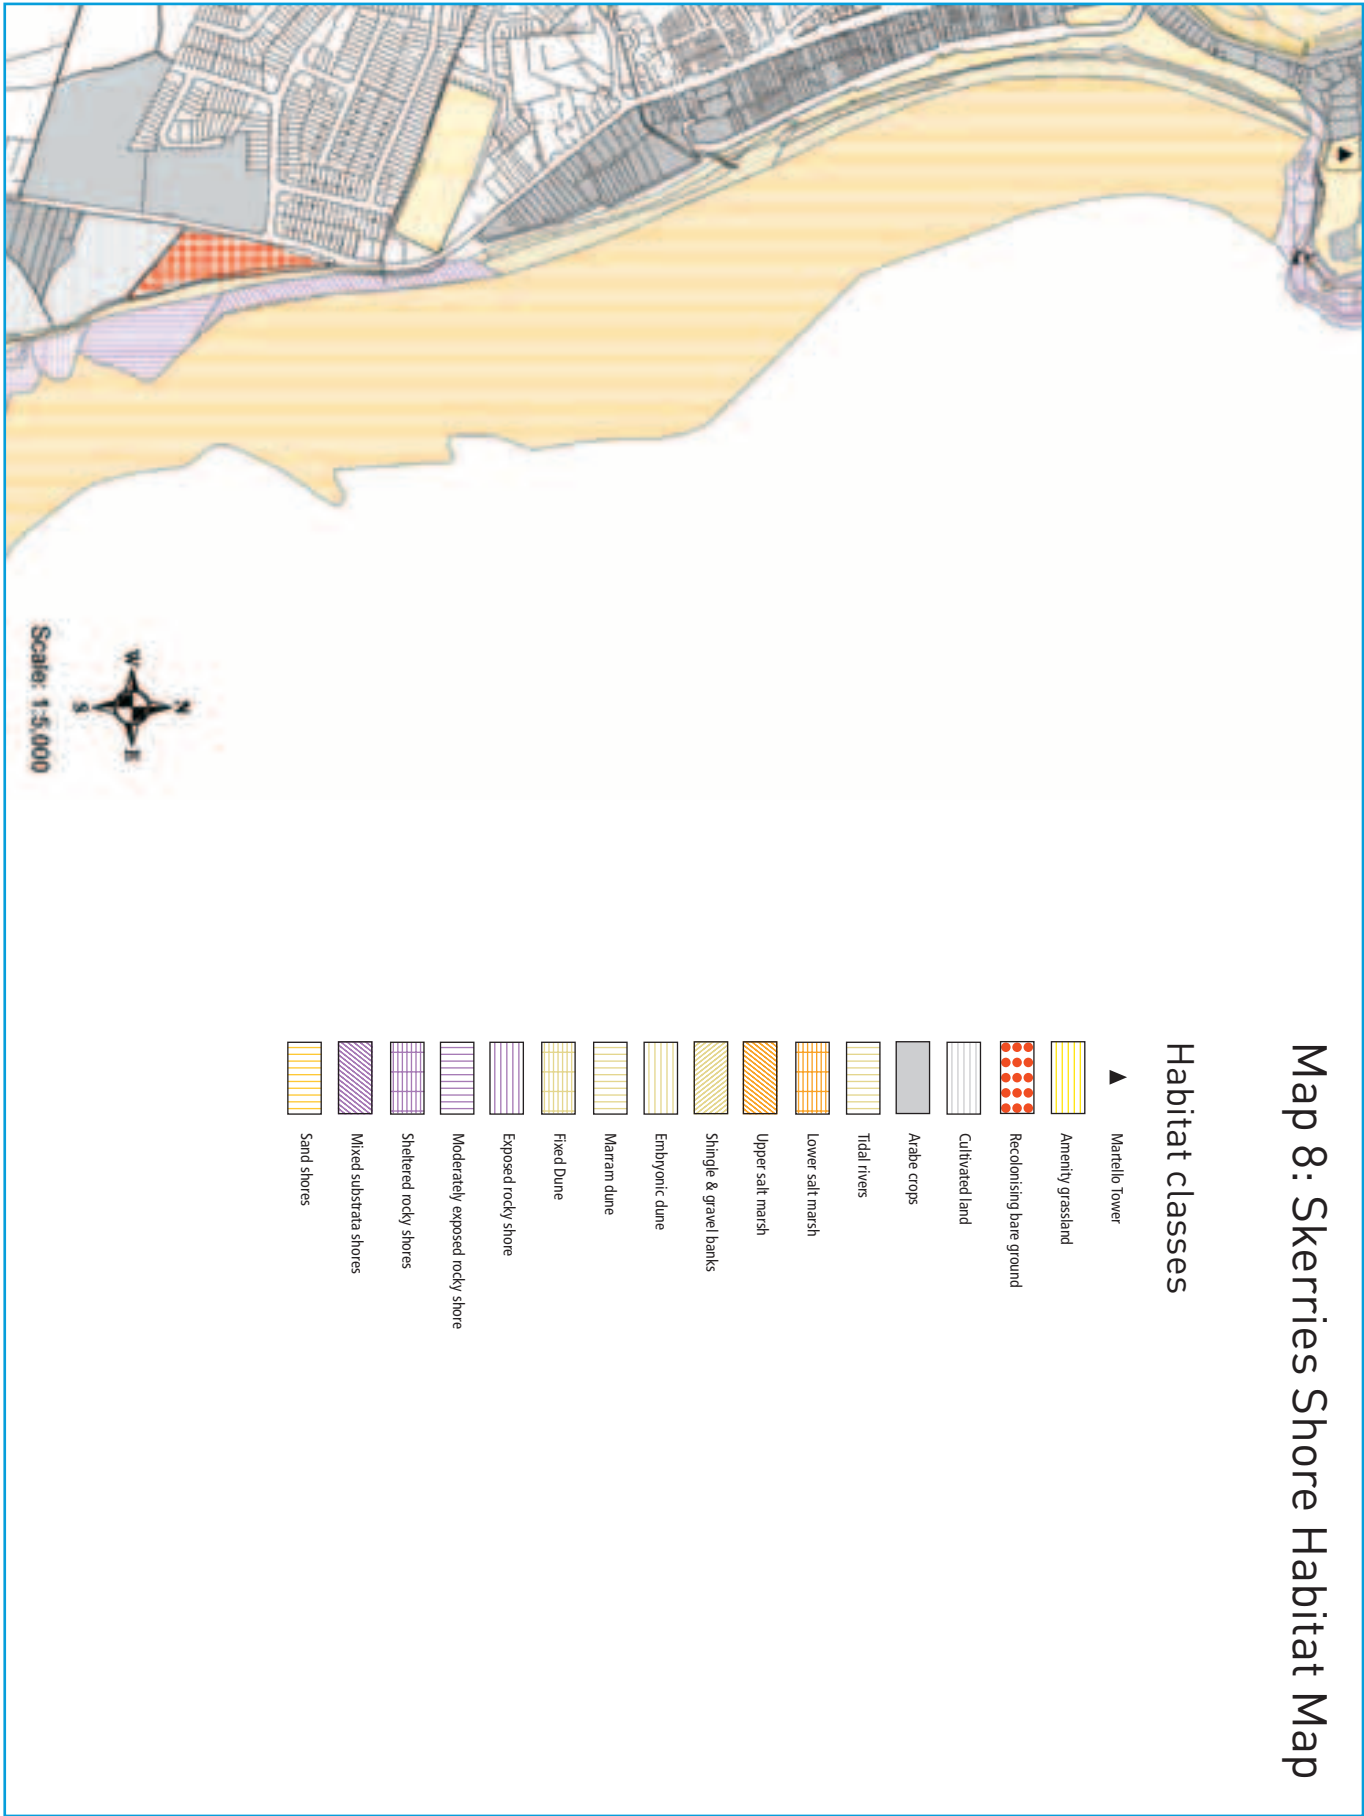 Map 8: Skerries Shore Habitat Map
Habitat classes
Martello Tower
Amenity grassland
Recolonising bare ground
Cultivated land
Arabe crops
Tidal rivers
Lower salt marsh
Upper salt marsh
Shingle & gravel banks
Embryonic dune
Marram dune
Fixed Dune
Exposed rocky shore
Moderately exposed rocky shore
Sheltered rocky shores
Mixed substrata shores
Sand shores
N
W
E
S
Scale: 1:5,000